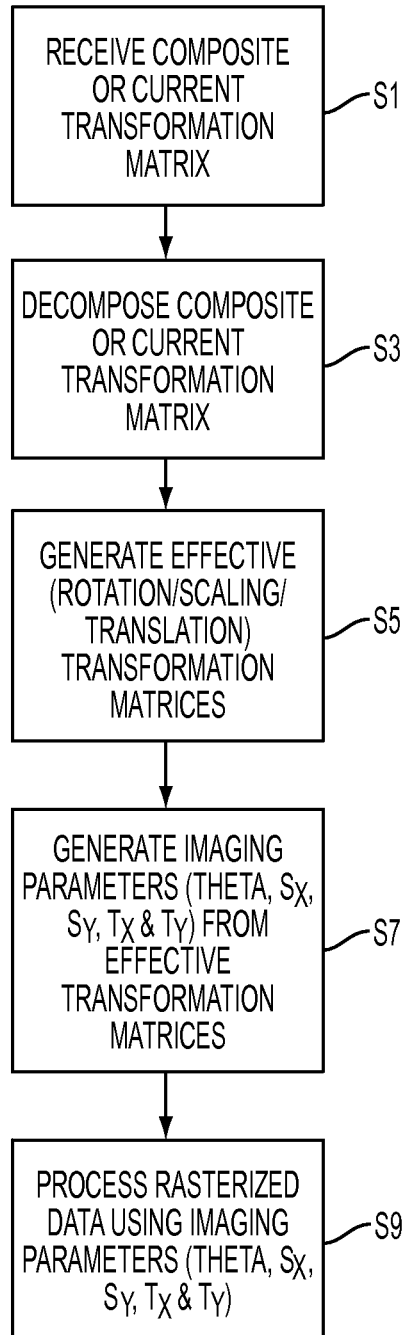 RECEIVE COMPOSITE
OR CURRENT
TRANSFORMATION
MATRIX
S1
DECOMPOSE COMPOSITE
OR CURRENT
TRANSFORMATION
MATRIX
S3
GENERATE EFFECTIVE
(ROTATION/SCALING/
TRANSLATION)
TRANSFORMATION
MATRICES
S5
GENERATE IMAGING
PARAMETERS (THETA, SX,
SY, TX & TY) FROM
EFFECTIVE
TRANSFORMATION
MATRICES
S7
PROCESS RASTERIZED
DATA USING IMAGING
PARAMETERS (THETA, SX,
SY, TX & TY)
S9